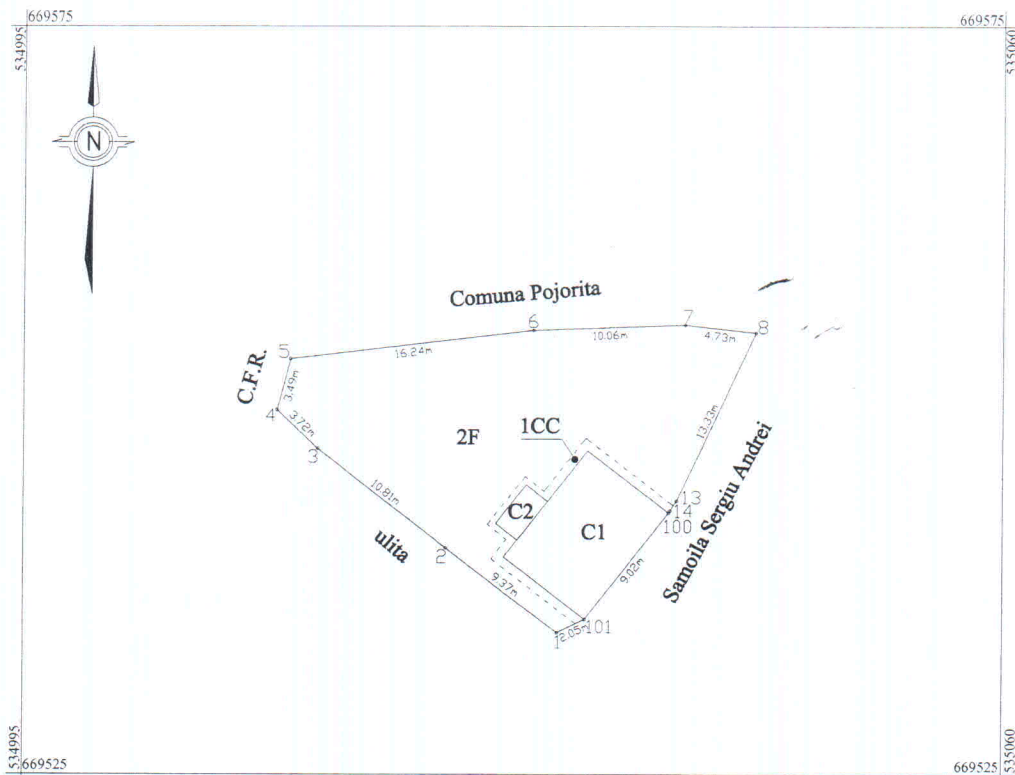 669575
669575
534995
535060
N
Comuna Pojorita
6
7
8
10.06m
4.73m
5
16.24m
C.F.R.
3.49m
4
3.72m
3
13.33m
1CC
2F
10.81m
13
14
100
C2
C1
Samoila Sergiu Andrei
ulita
2
9.37m
9.02m
101
2.05m
1
534995
535060
669525
669525